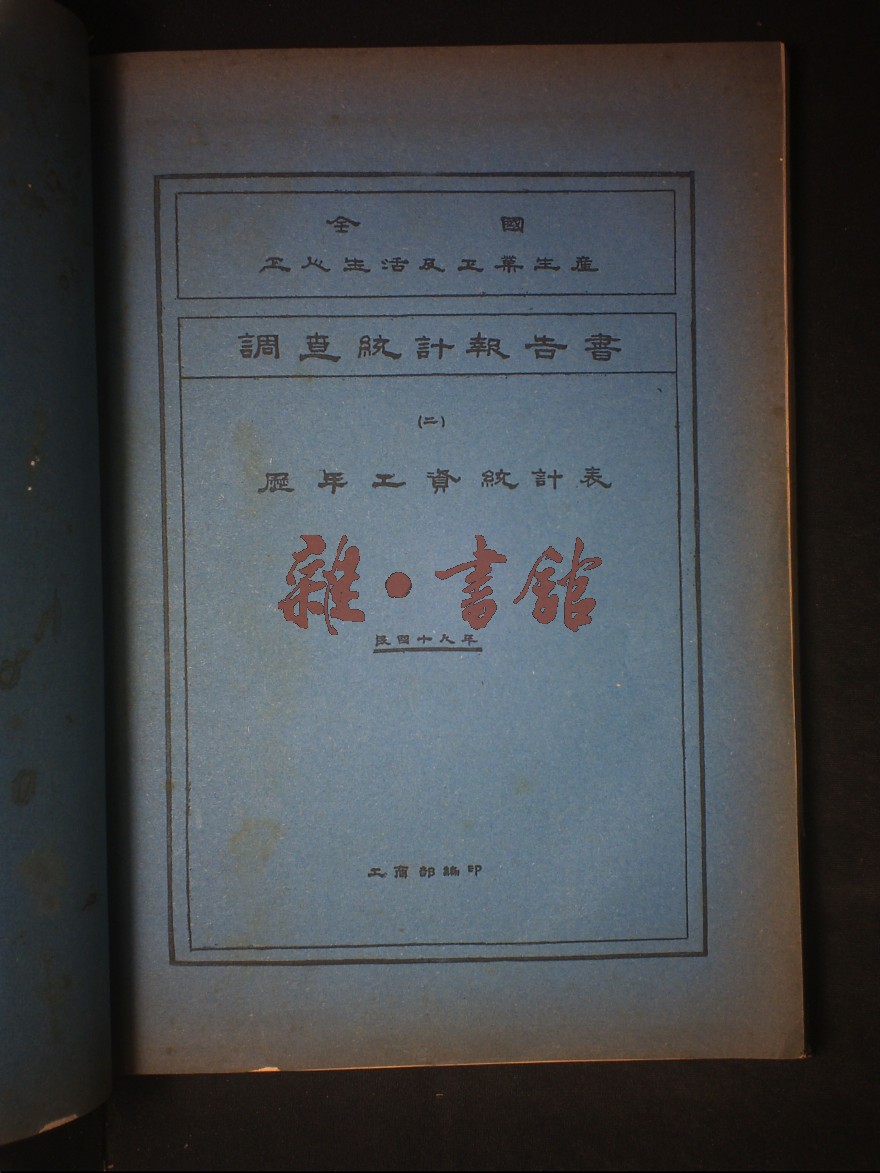 全國
工人生活及工業生產
調查統計報告書
(二)
歷年工資統計表
雜·書館
民國十九年
工商部編印